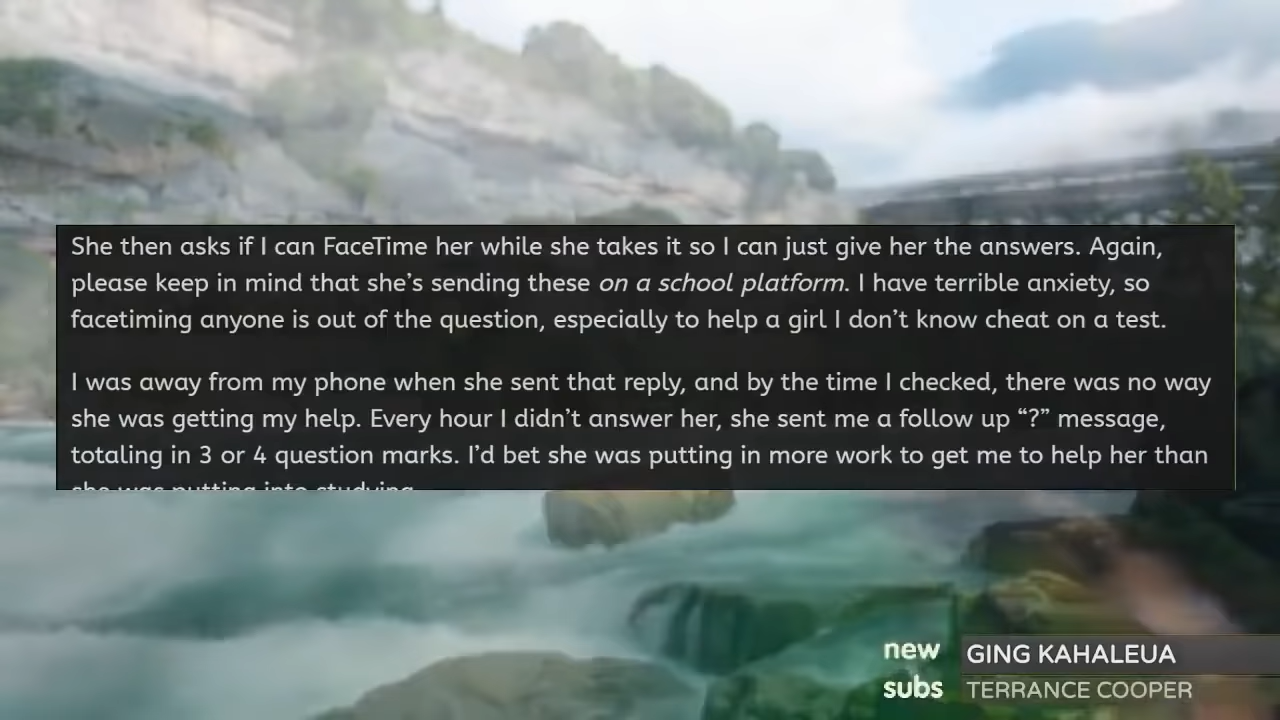 She then asks if I can FaceTime her while she takes it so I can just give her the answers. Again,
please keep in mind that she’s sending these on a school platform. I have terrible anxiety, so
facetiming anyone is out of the question, especially to help a girl I don’t know cheat on a test.
I was away from my phone when she sent that reply, and by the time I checked, there was no way
she was getting my help. Every hour I didn’t answer her, she sent me a follow up “?” message,
totaling in 3 or 4 question marks. I’d bet she was putting in more work to get me to help her than
she was putting into studying.
new
subs
GING KAHALEUA
TERRANCE COOPER